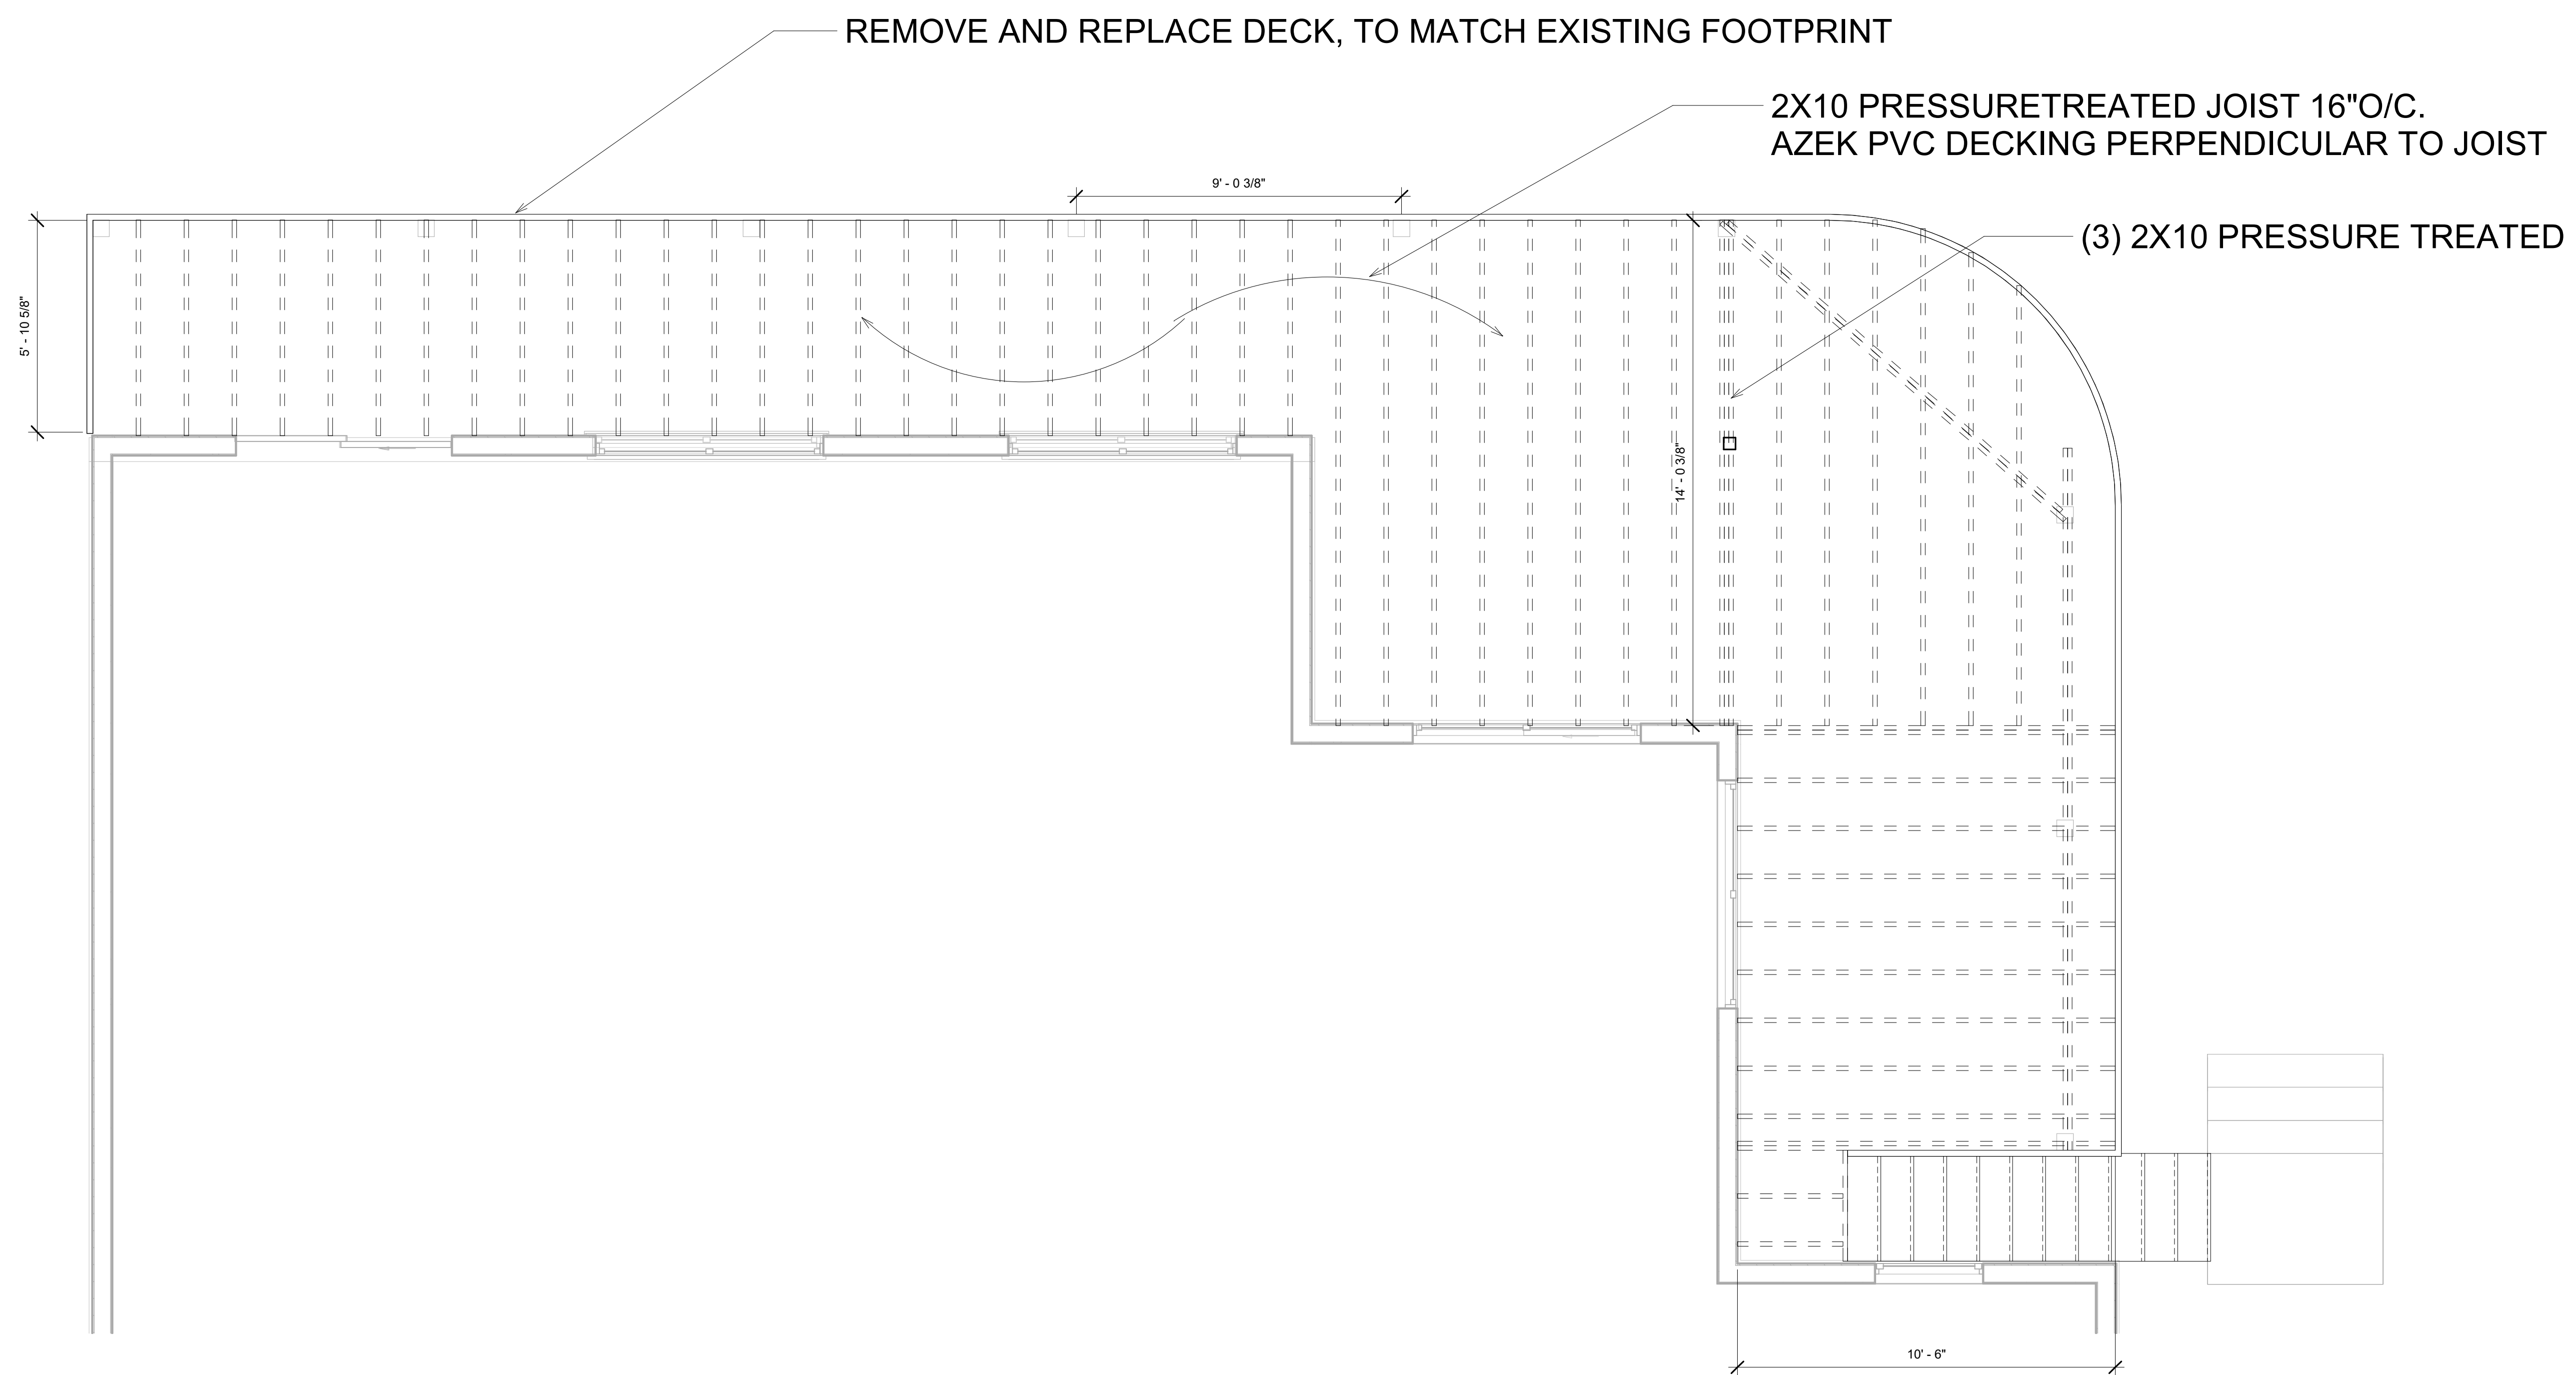 REMOVE AND REPLACE DECK, TO MATCH EXISTING FOOTPRINT
2X10 PRESSURETREATED JOIST 16"O/C.
AZEK PVC DECKING PERPENDICULAR TO JOIST
9' - 0 3/8"
(3) 2X10 PRESSURE TREATED
5' - 10 5/8"
14' - 0 3/8"
10' - 6"